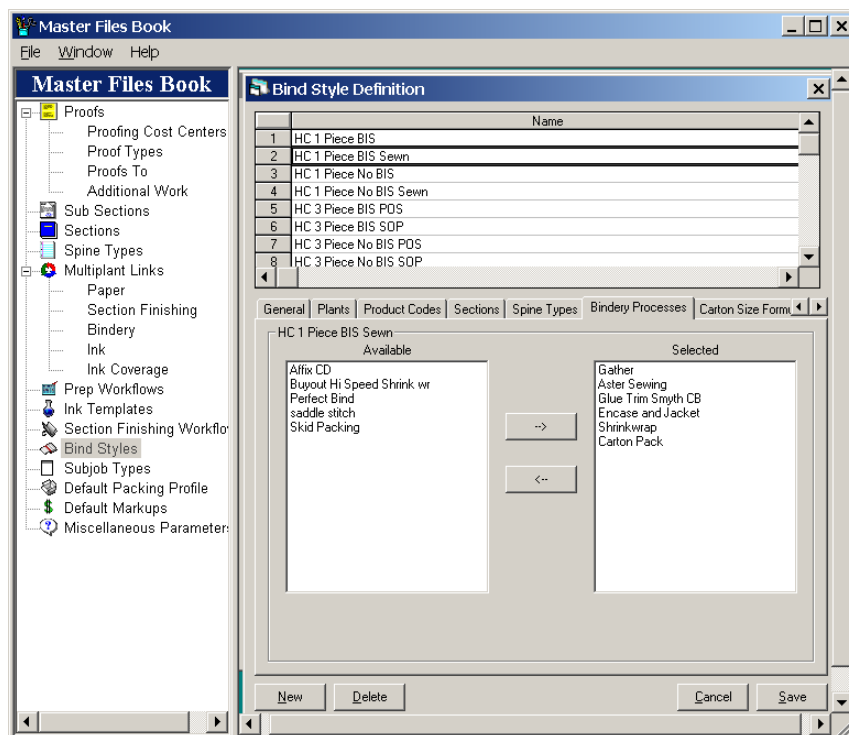 Master Files Book
File Window Help
Master Files Book
Proofs
Proofing Cost Centers
Proof Types
Proofs To
Additional Work
Sub Sections
Sections
Spine Types
Multiplant Links
Paper
Section Finishing
Bindery
Ink
Ink Coverage
Prep Workflows
Ink Templates
Section Finishing Workflo
Bind Styles
Subjob Types
Default Packing Profile
Default Markups
Miscellaneous Parameter
Bind Style Definition
Name
1 HC 1 Piece BIS
2 HC 1 Piece BIS Sewn
3 HC 1 Piece No BIS
4 HC 1 Piece No BIS Sewn
5 HC 3 Piece BIS POS
6 HC 3 Piece BIS SOP
7 HC 3 Piece No BIS POS
8 HC 3 Piece No BIS SOP
General Plants Product Codes Sections Spine Types Bindery Processes Carton Size Formu
HC 1 Piece BIS Sewn
Available
Affix CD
Buyout Hi Speed Shrink wr
Perfect Bind
saddle stitch
Skid Packing
-->
<--
Selected
Gather
Aster Sewing
Glue Trim Smyth CB
Encase and Jacket
Shrinkwrap
Carton Pack
New Delete Cancel Save